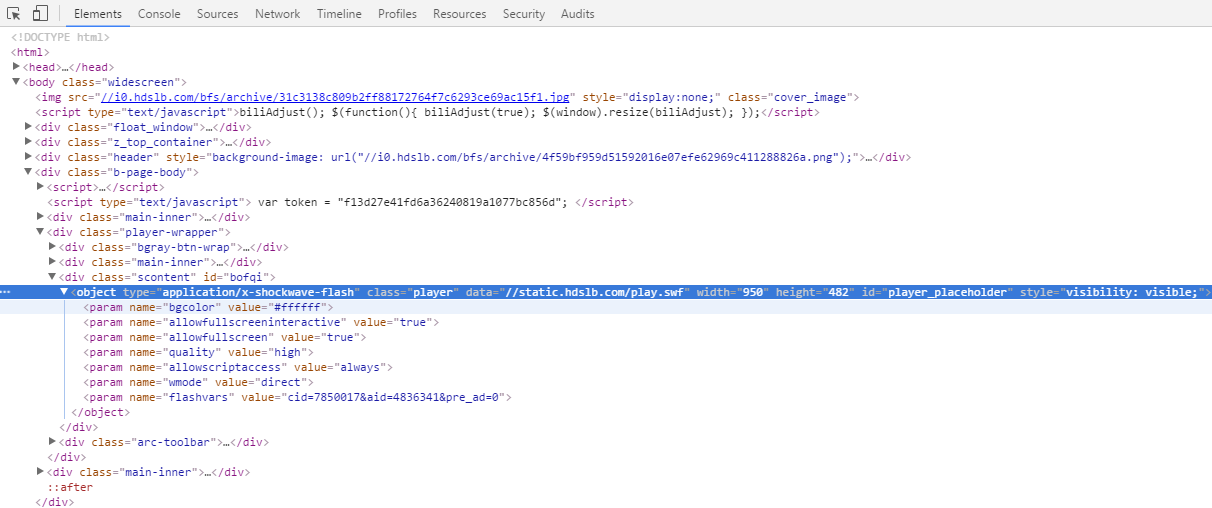 Elements Console Sources Network Timeline Profiles Resources Security Audits
<!DOCTYPE html>
<html>
<head>…</head>
<body class="widescreen">
<img src="//i0.hdslb.com/bfs/archive/31c3138c809b2ff88172764f7c6293ce69ac15f1.jpg" style="display:none;" class="cover_image">
<script type="text/javascript">biliAdjust(); $(function(){ biliAdjust(true); $(window).resize(biliAdjust); });</script>
<div class="float_window">…</div>
<div class="z_top_container">…</div>
<div class="header" style="background-image: url("//i0.hdslb.com/bfs/archive/4f59bf959d51592016e07efe62969c411288826a.png");">…</div>
<div class="b-page-body">
<script>…</script>
<script type="text/javascript"> var token = "f13d27e41fd6a36240819a1077bc856d"; </script>
<div class="main-inner">…</div>
<div class="player-wrapper">
<div class="bgray-btn-wrap">…</div>
<div class="main-inner">…</div>
<div class="scontent" id="bofqi">
<object type="application/x-shockwave-flash" class="player" data="//static.hdslb.com/play.swf" width="950" height="482" id="player_placeholder" style="visibility: visible;">
<param name="bgcolor" value="#ffffff">
<param name="allowfullscreeninteractive" value="true">
<param name="allowfullscreen" value="true">
<param name="quality" value="high">
<param name="allowscriptaccess" value="always">
<param name="wmode" value="direct">
<param name="flashvars" value="cid=7850017&aid=4836341&pre_ad=0">
</object>
</div>
<div class="arc-toolbar">…</div>
</div>
<div class="main-inner">…</div>
::after
</div>